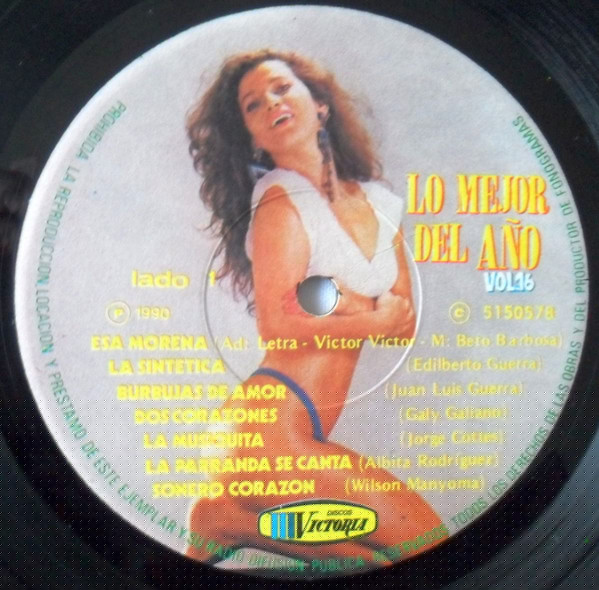 LO MEJOR
DEL AÑO
VOL.16
lado 1
Ⓟ 1990
© 5150578
ESA MORENA (Ad: Letra - Victor Victor - M: Beto Barbosa)
LA SINTETICA (Edilberto Guerra)
BURBUJAS DE AMOR (Juan Luis Guerra)
DOS CORAZONES (Galy Galiano)
LA MUSIQUITA (Jorge Cortes)
LA PARRANDA SE CANTA (Albita Rodríguez)
SONERO CORAZON (Wilson Manyoma)
DISCOS
VICTORIA
PROHIBIDA LA REPRODUCCION, LOCACION Y PRESTAMO DE ESTE EJEMPLAR Y SU RADIO DIFUSION PUBLICA RESERVADOS TODOS LOS DERECHOS DE LAS OBRAS Y DEL PRODUCTOR DE FONOGRAMAS